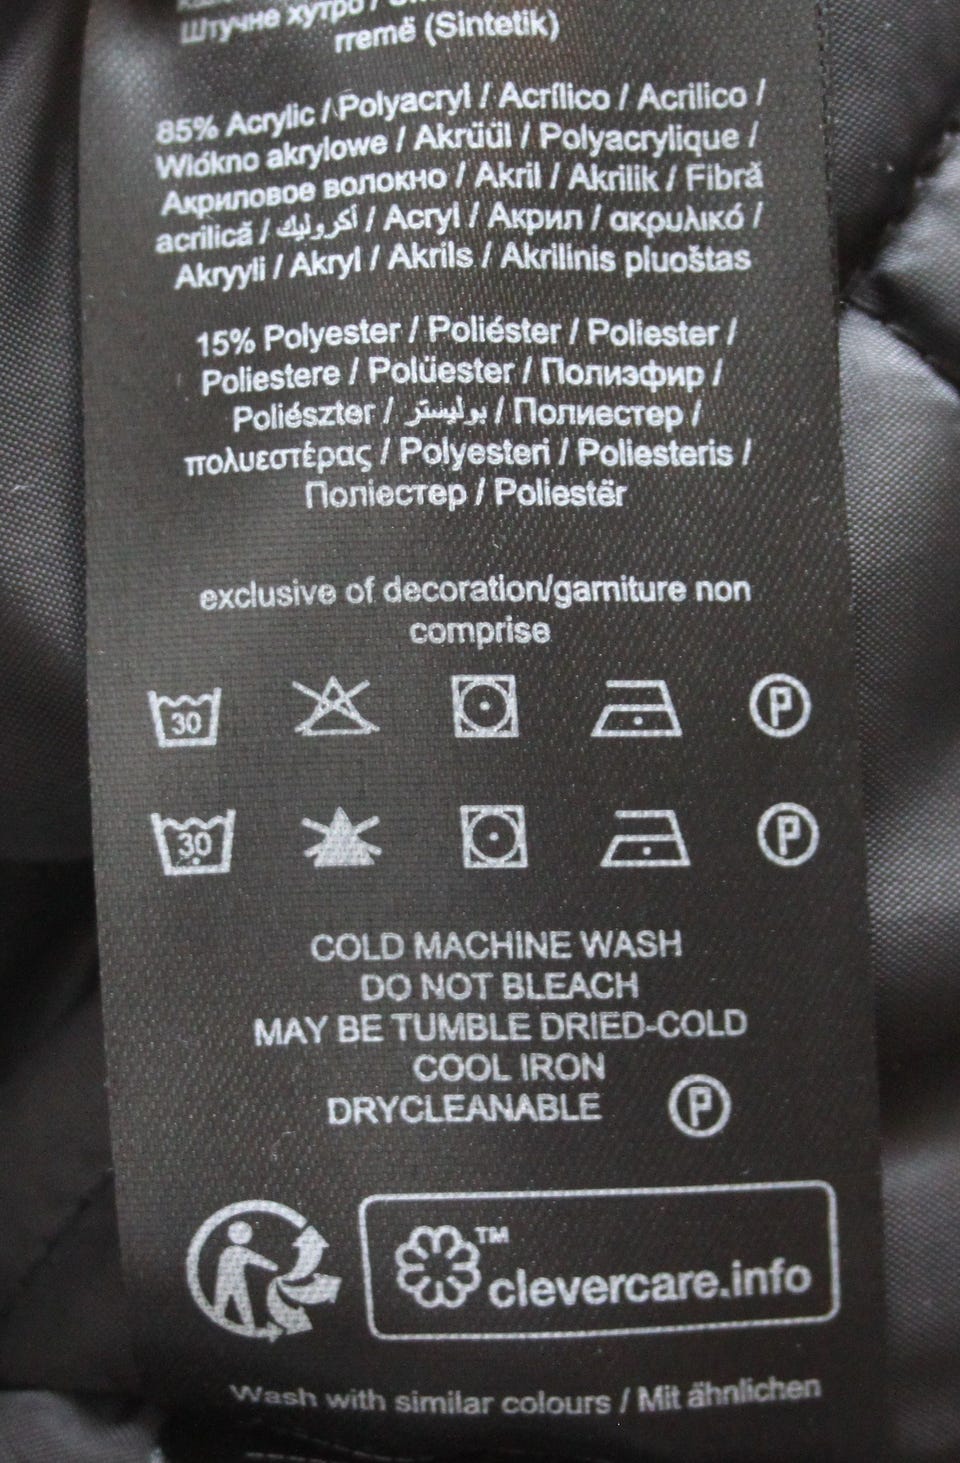 Штучне хутро /
rremë (Sintetik)
85% Acrylic / Polyacryl / Acrílico / Acrilico /
Włókno akrylowe / Akrüül / Polyacrylique /
Акриловое волокно / Akril / Akrilik / Fibră
acrilică / أكروليك / Acryl / Акрил / ακρυλικό /
Akryyli / Akryl / Akrils / Akrilinis pluoštas
15% Polyester / Poliéster / Poliester /
Poliestere / Polüester / Полиэфир /
Poliészter / بوليستر / Полиестер /
πολυεστέρας / Polyesteri / Poliesteris /
Поліестер / Poliestër
exclusive of decoration/garniture non
comprise
30 P
30 P
COLD MACHINE WASH
DO NOT BLEACH
MAY BE TUMBLE DRIED-COLD
COOL IRON
DRYCLEANABLE P
™
clevercare.info
Wash with similar colours / Mit ähnlichen